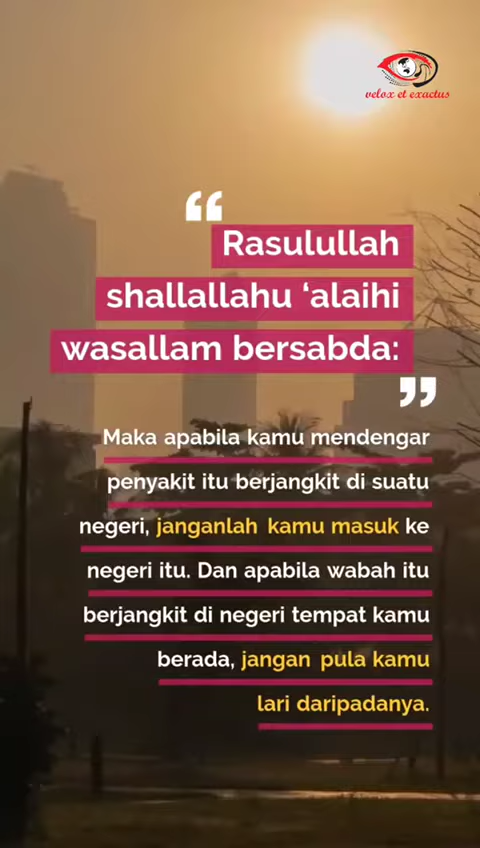 velox et exactus
“
Rasulullah
shallallahu ‘alaihi
wasallam bersabda:
”
Maka apabila kamu mendengar
penyakit itu berjangkit di suatu
negeri, janganlah kamu masuk ke
negeri itu. Dan apabila wabah itu
berjangkit di negeri tempat kamu
berada, jangan pula kamu
lari daripadanya.